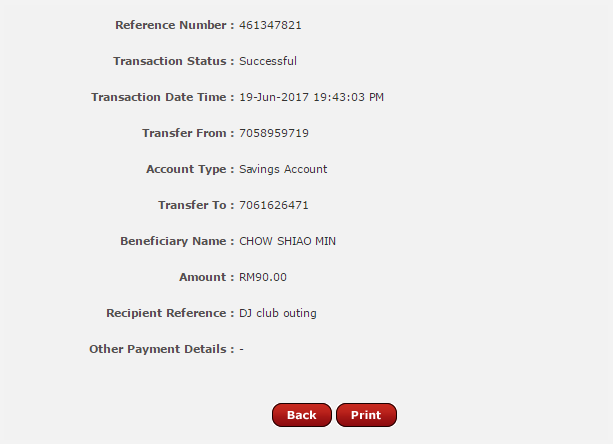 Reference Number : 461347821
Transaction Status : Successful
Transaction Date Time : 19-Jun-2017 19:43:03 PM
Transfer From : 7058959719
Account Type : Savings Account
Transfer To : 7061626471
Beneficiary Name : CHOW SHIAO MIN
Amount : RM90.00
Recipient Reference : DJ club outing
Other Payment Details : -
Back Print